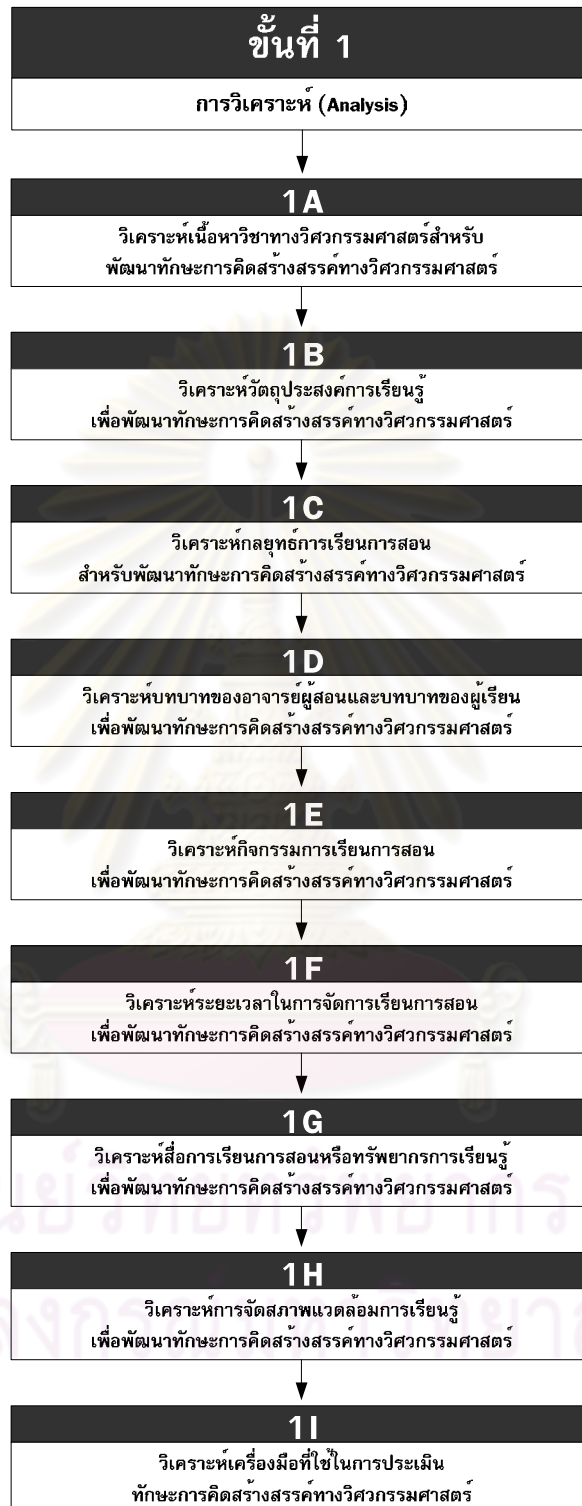 ขั้นที่ 1
การวิเคราะห์ (Analysis)
1A
วิเคราะห์เนื้อหาวิชาทางวิศวกรรมศาสตร์สำหรับ
พัฒนาทักษะการคิดสร้างสรรค์ทางวิศวกรรมศาสตร์
1B
วิเคราะห์วัตถุประสงค์การเรียนรู้
เพื่อพัฒนาทักษะการคิดสร้างสรรค์ทางวิศวกรรมศาสตร์
1C
วิเคราะห์กลยุทธ์การเรียนการสอน
สำหรับพัฒนาทักษะการคิดสร้างสรรค์ทางวิศวกรรมศาสตร์
1D
วิเคราะห์บทบาทของอาจารย์ผู้สอนและบทบาทของผู้เรียน
เพื่อพัฒนาทักษะการคิดสร้างสรรค์ทางวิศวกรรมศาสตร์
1E
วิเคราะห์กิจกรรมการเรียนการสอน
เพื่อพัฒนาทักษะการคิดสร้างสรรค์ทางวิศวกรรมศาสตร์
1F
วิเคราะห์ระยะเวลาในการจัดการเรียนการสอน
เพื่อพัฒนาทักษะการคิดสร้างสรรค์ทางวิศวกรรมศาสตร์
1G
วิเคราะห์สื่อการเรียนการสอนหรือทรัพยากรการเรียนรู้
เพื่อพัฒนาทักษะการคิดสร้างสรรค์ทางวิศวกรรมศาสตร์
1H
วิเคราะห์การจัดสภาพแวดล้อมการเรียนรู้
เพื่อพัฒนาทักษะการคิดสร้างสรรค์ทางวิศวกรรมศาสตร์
1I
วิเคราะห์เครื่องมือที่ใช้ในการประเมิน
ทักษะการคิดสร้างสรรค์ทางวิศวกรรมศาสตร์